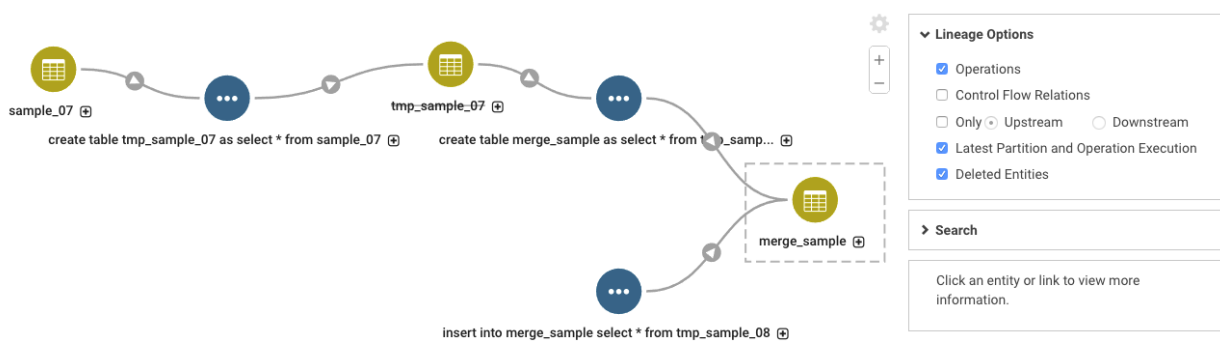 sample_07
create table tmp_sample_07 as select * from sample_07
tmp_sample_07
create table merge_sample as select * from tmp_samp...
merge_sample
insert into merge_sample select * from tmp_sample_08
Lineage Options
Operations
Control Flow Relations
Only Upstream Downstream
Latest Partition and Operation Execution
Deleted Entities
Search
Click an entity or link to view more
information.